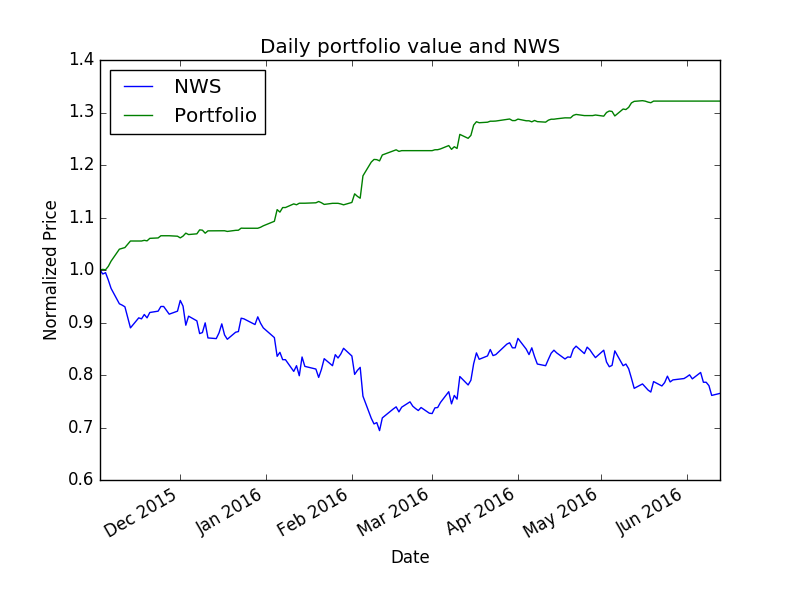 Daily portfolio value and NWS
NWS
Portfolio
Normalized Price
1.4
1.3
1.2
1.1
1.0
0.9
0.8
0.7
0.6
Dec 2015
Jan 2016
Feb 2016
Mar 2016
Apr 2016
May 2016
Jun 2016
Date